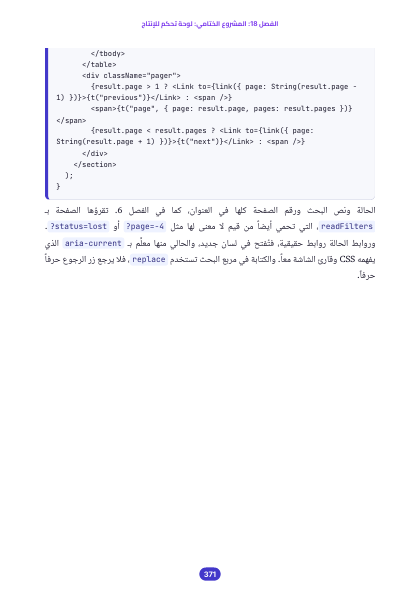 الفصل 18: المشروع الختامي: لوحة تحكم للإنتاج
        </tbody>
      </table>
      <div className="pager">
        {result.page > 1 ? <Link to={link({ page: String(result.page -
1) })}>{t("previous")}</Link> : <span />}
        <span>{t("page", { page: result.page, pages: result.pages })}
</span>
        {result.page < result.pages ? <Link to={link({ page:
String(result.page + 1) })}>{t("next")}</Link> : <span />}
      </div>
    </section>
  );
}
الحالة ونص البحث ورقم الصفحة كلها في العنوان، كما في الفصل 6. تقرؤها الصفحة بـ
readFilters، التي تحمي أيضاً من قيم لا معنى لها مثل ?page=-4 أو ?status=lost.
وروابط الحالة روابط حقيقية، فتُفتح في لسان جديد، والحالي منها معلَّم بـ aria-current الذي
يفهمه CSS وقارئ الشاشة معاً. والكتابة في مربع البحث تستخدم replace، فلا يرجع زر الرجوع حرفاً
حرفاً.
371